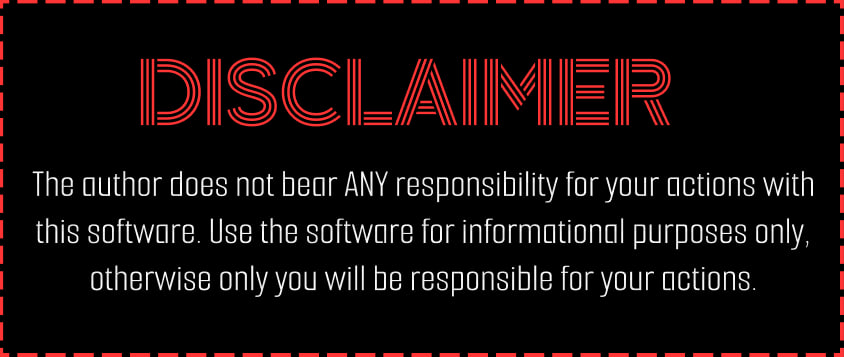 DISCLAIMER
The author does not bear ANY responsibility for your actions with
this software. Use the software for informational purposes only,
otherwise only you will be responsible for your actions.